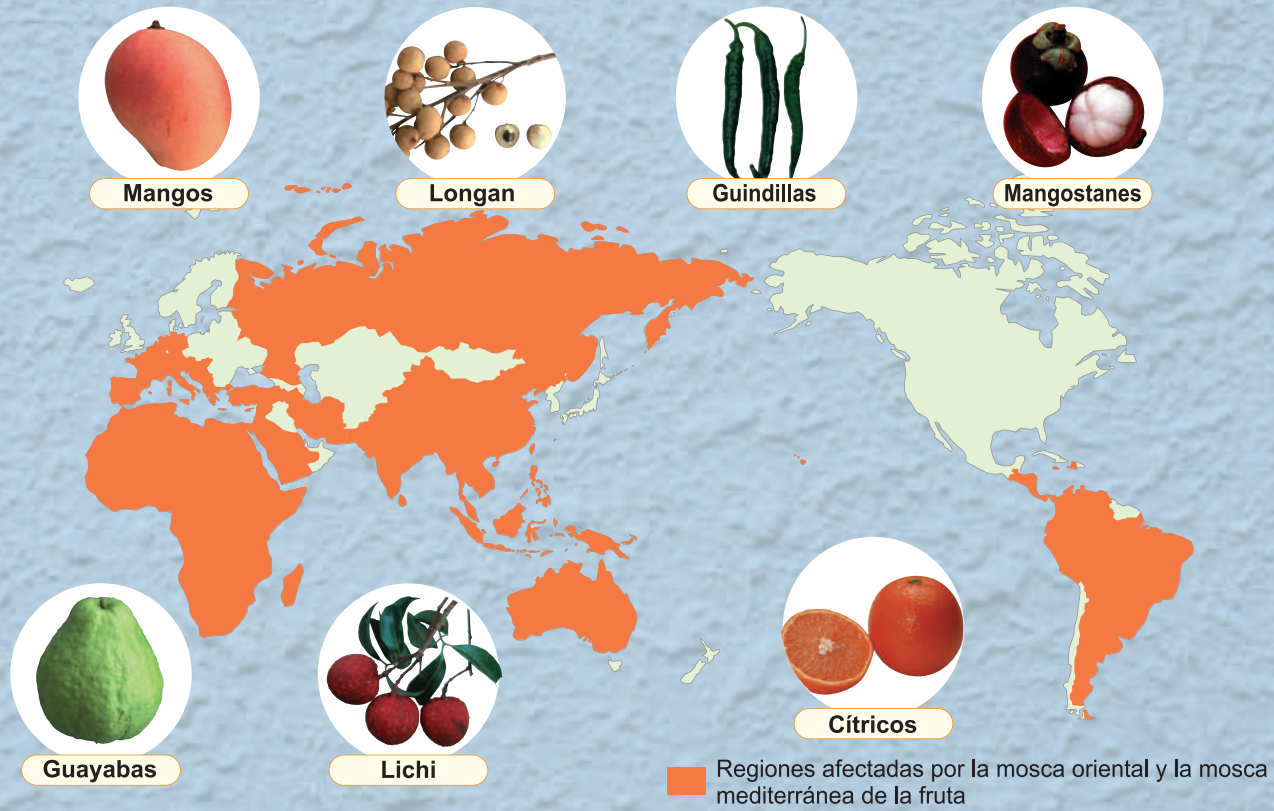 Mangos
Longan
Guindillas
Mangostanes
Guayabas
Lichi
Cítricos
Regiones afectadas por la mosca oriental y la mosca
mediterránea de la fruta